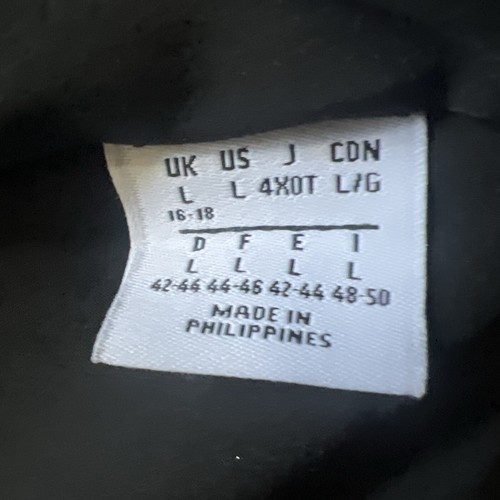 UK US J CDN
L L 4XOT L/G
16-18
D F E I
L L L L
42-44 44-46 42-44 48-50
MADE IN
PHILIPPINES